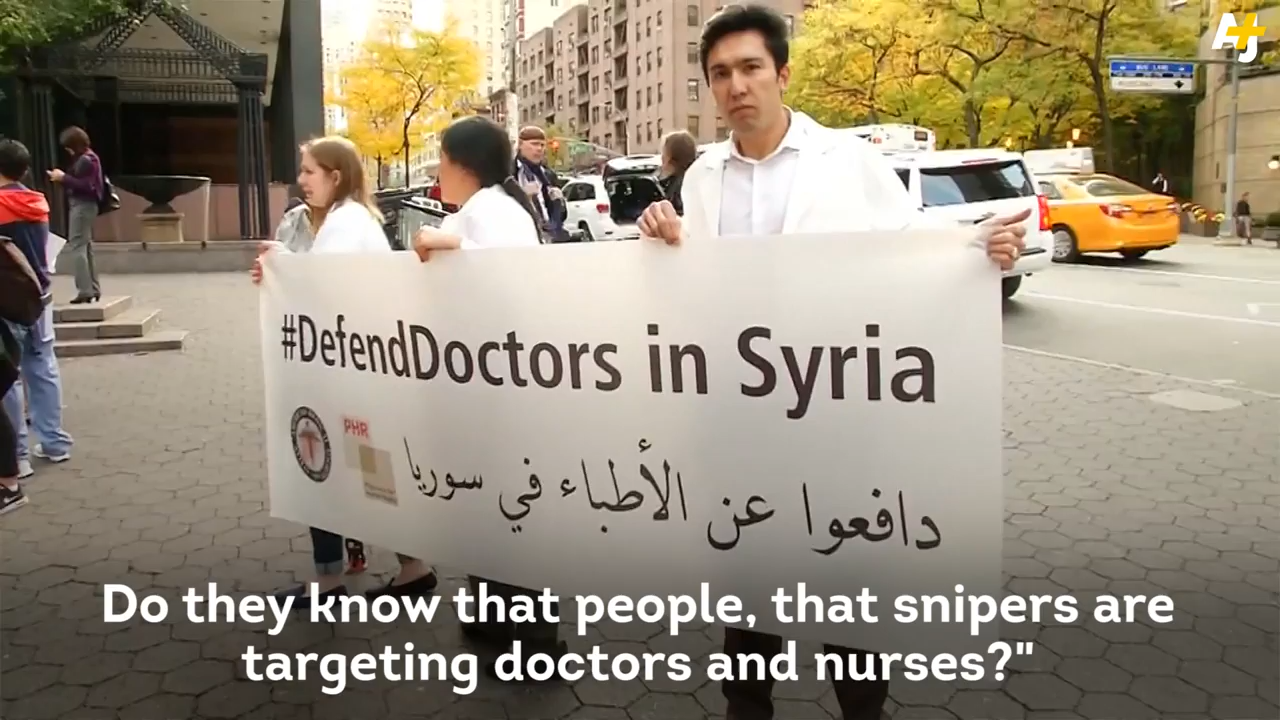 AJ+
#DefendDoctors in Syria
PHR
دافعوا عن الأطباء في سوريا
Do they know that people, that snipers are
targeting doctors and nurses?"